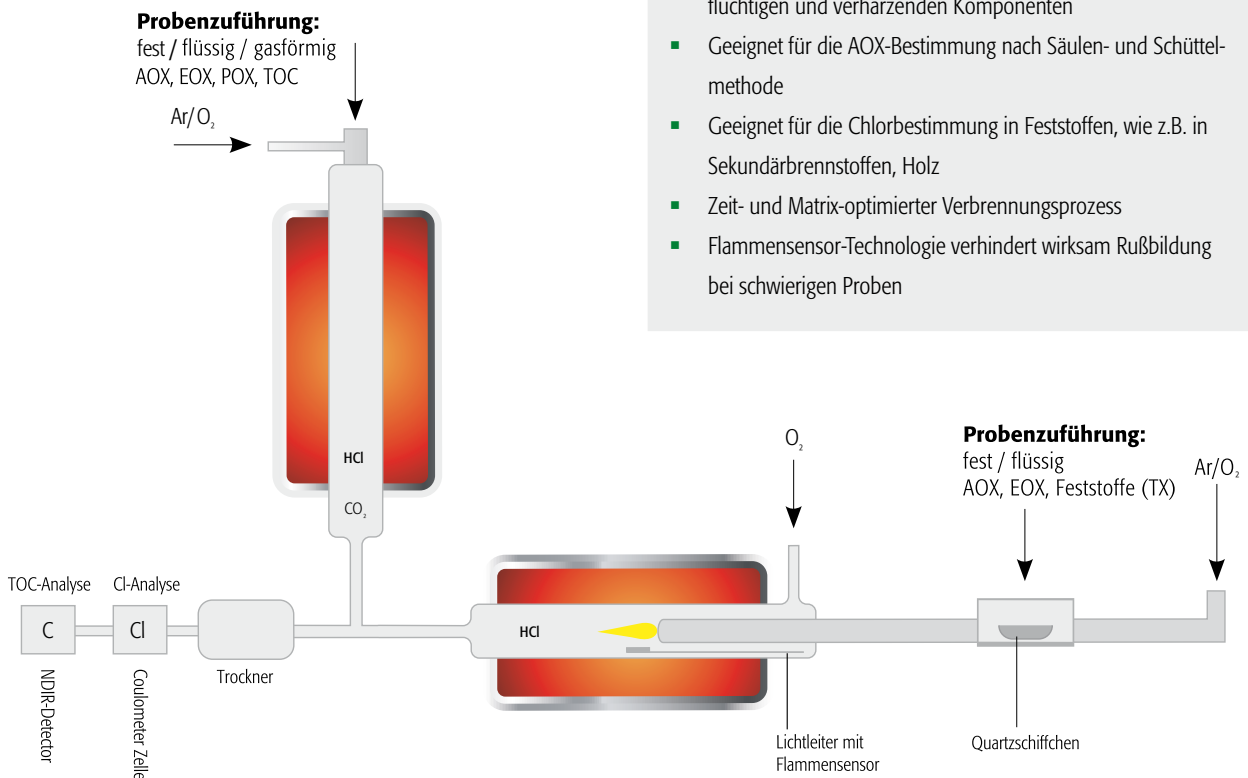 Probenzuführung:
fest / flüssig / gasförmig
AOX, EOX, POX, TOC
Ar/O₂
flüchtigen und verharzenden Komponenten
▪ Geeignet für die AOX-Bestimmung nach Säulen- und Schüttel-
methode
▪ Geeignet für die Chlorbestimmung in Feststoffen, wie z.B. in
Sekundärbrennstoffen, Holz
▪ Zeit- und Matrix-optimierter Verbrennungsprozess
▪ Flammensensor-Technologie verhindert wirksam Rußbildung
bei schwierigen Proben
HCl
CO₂
O₂
Probenzuführung:
fest / flüssig
AOX, EOX, Feststoffe (TX)
Ar/O₂
TOC-Analyse
Cl-Analyse
C
Cl
HCl
Trockner
NDIR-Detector
Coulometer Zelle
Lichtleiter mit
Flammensensor
Quartzschiffchen